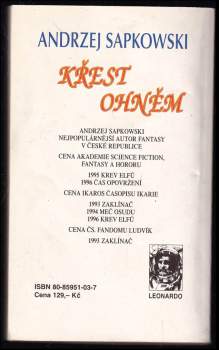 ANDRZEJ SAPKOWSKI
KŘEST
OHNĚM
ANDRZEJ SAPKOWSKI
NEJPOPULÁRNĚJŠÍ AUTOR FANTASY
V ČESKÉ REPUBLICE
CENA AKADEMIE SCIENCE FICTION,
FANTASY A HORORU
1995 KREV ELFŮ
1996 ČAS OPOVRŽENÍ
CENA IKAROS ČASOPISU IKARIE
1993 ZAKLÍNAČ
1994 MEČ OSUDU
1996 KREV ELFŮ
CENA ČS. FANDOMU LUDVÍK
1993 ZAKLÍNAČ
ISBN 80-85951-03-7
Cena 129,– Kč
LEONARDO